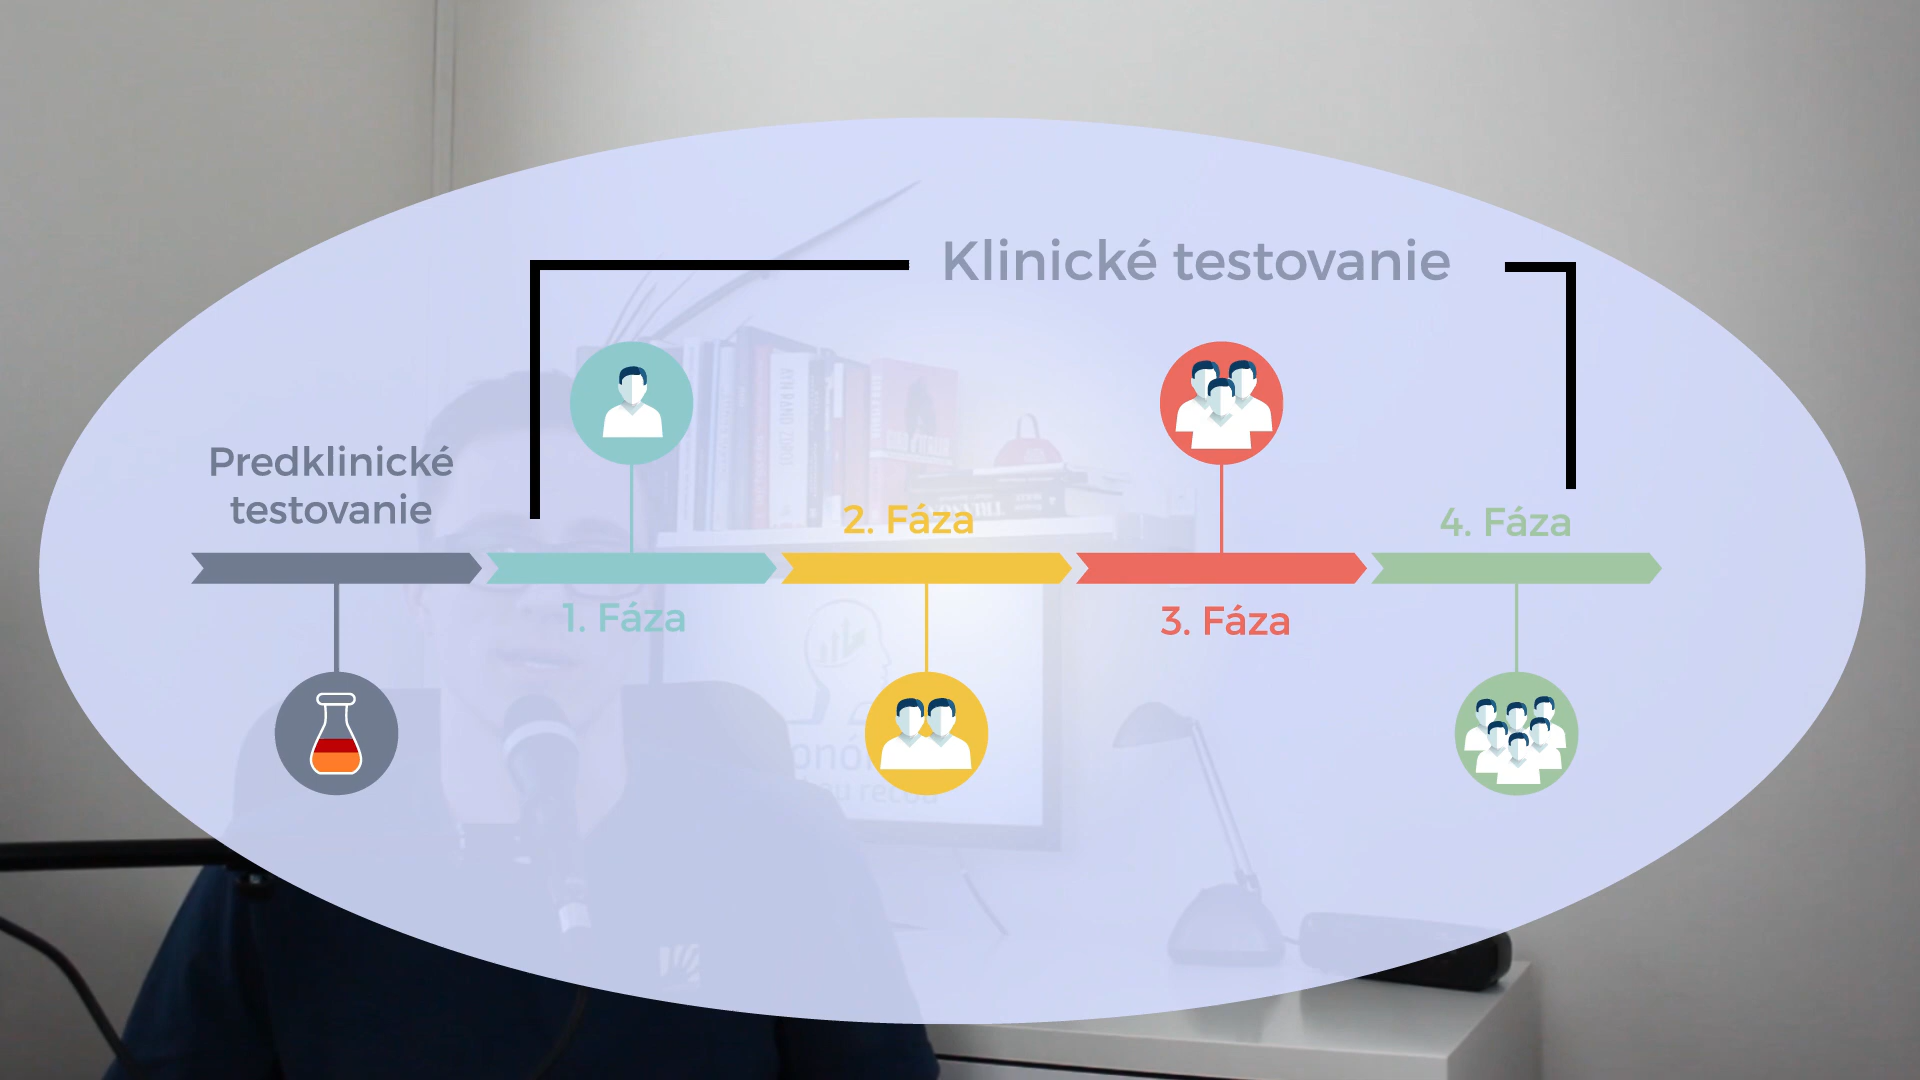 Klinické testovanie
Predklinické
testovanie
1. Fáza
2. Fáza
3. Fáza
4. Fáza